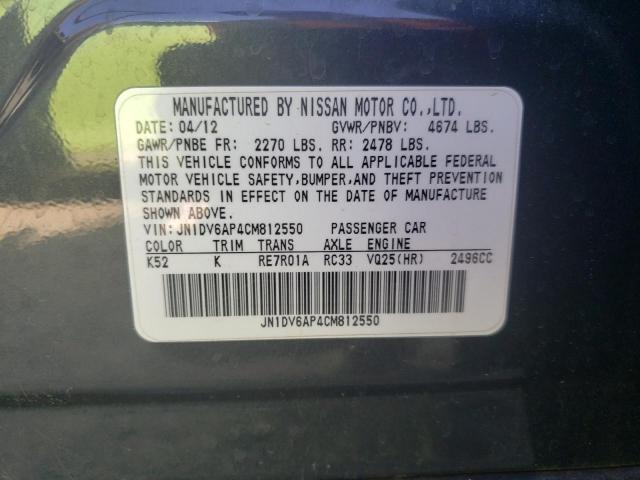 MANUFACTURED BY NISSAN MOTOR CO.,LTD.
DATE: 04/12 GVWR/PNBV: 4674 LBS.
GAWR/PNBE FR: 2270 LBS. RR: 2478 LBS.
THIS VEHICLE CONFORMS TO ALL APPLICABLE FEDERAL
MOTOR VEHICLE SAFETY,BUMPER,AND THEFT PREVENTION
STANDARDS IN EFFECT ON THE DATE OF MANUFACTURE
SHOWN ABOVE.
VIN:JN1DV6AP4CM812550 PASSENGER CAR
COLOR TRIM TRANS AXLE ENGINE
K52 K RE7R01A RC33 VQ25(HR) 2496CC
JN1DV6AP4CM812550